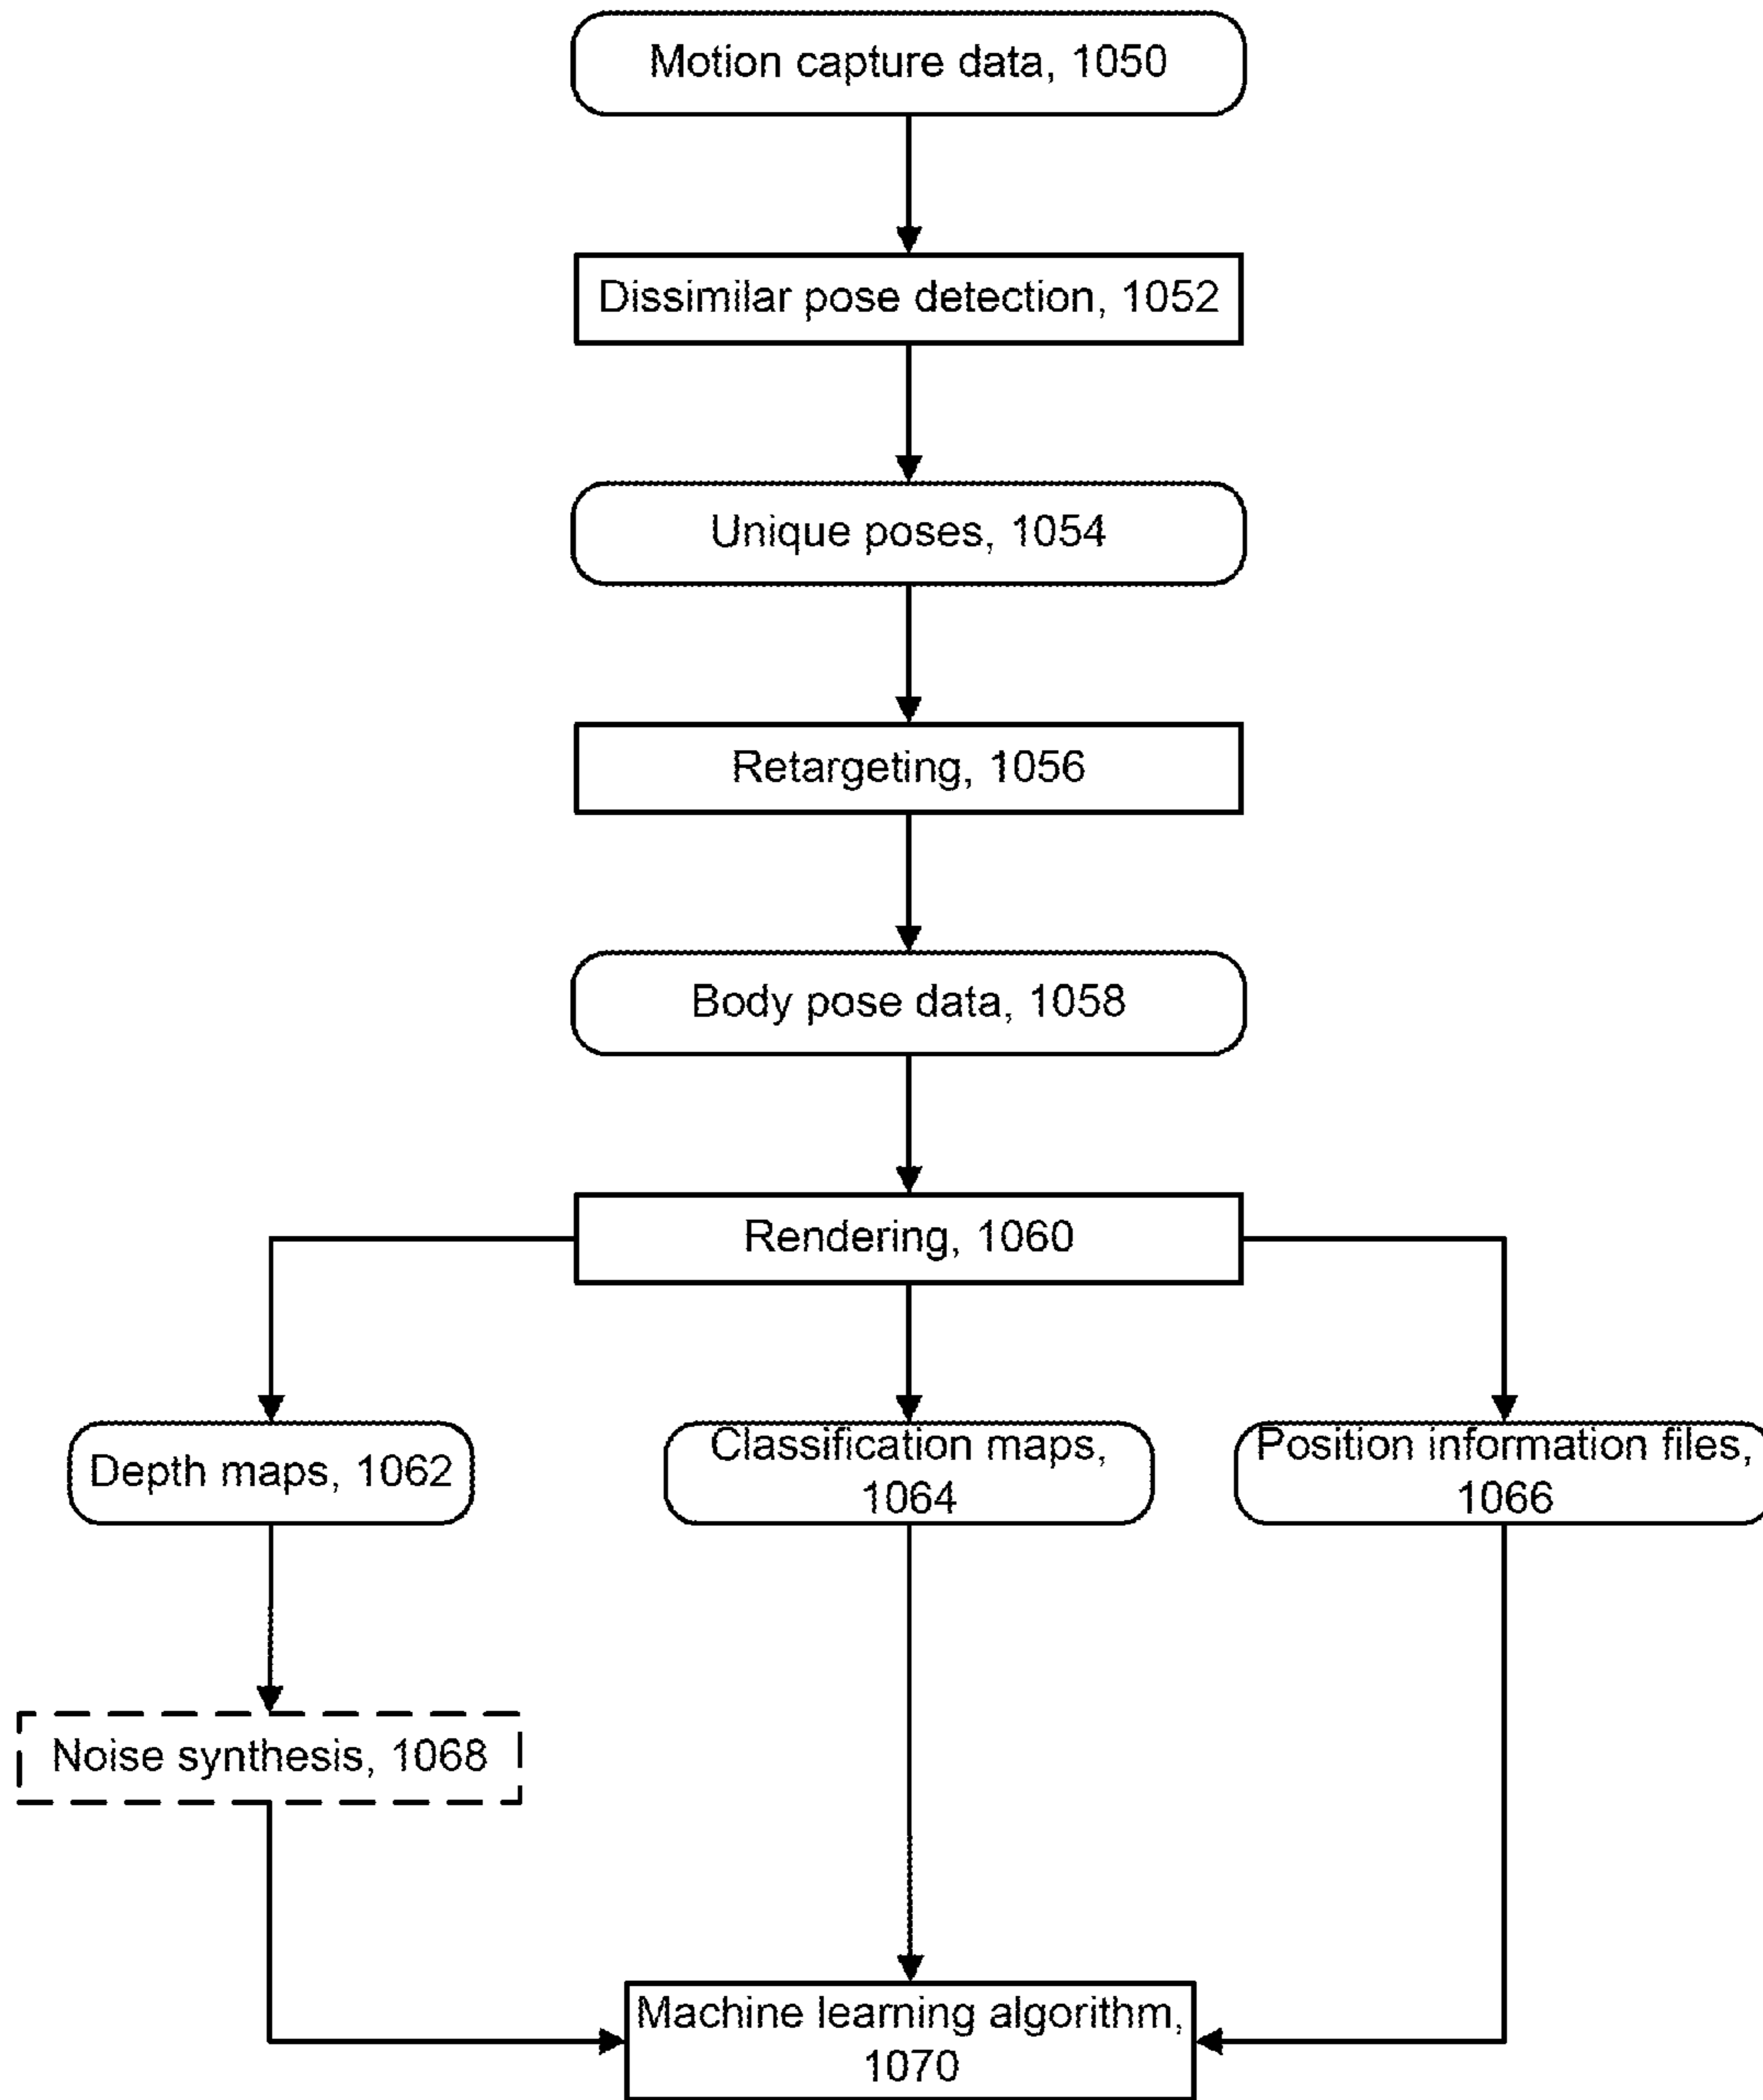 Motion capture data, 1050
Dissimilar pose detection, 1052
Unique poses, 1054
Retargeting, 1056
Body pose data, 1058
Rendering, 1060
Depth maps, 1062
Classification maps,
1064
Position information files,
1066
Noise synthesis, 1068
Machine learning algorithm,
1070